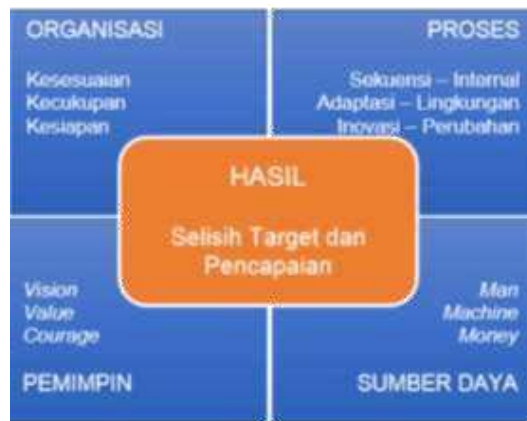 ORGANISASI
Kesesuaian
Kecukupan
Kesiapan
PROSES
Sekuensi – Internal
Adaptasi – Lingkungan
Inovasi – Perubahan
HASIL
Selisih Target dan
Pencapaian
Vision
Value
Courage
PEMIMPIN
Man
Machine
Money
SUMBER DAYA